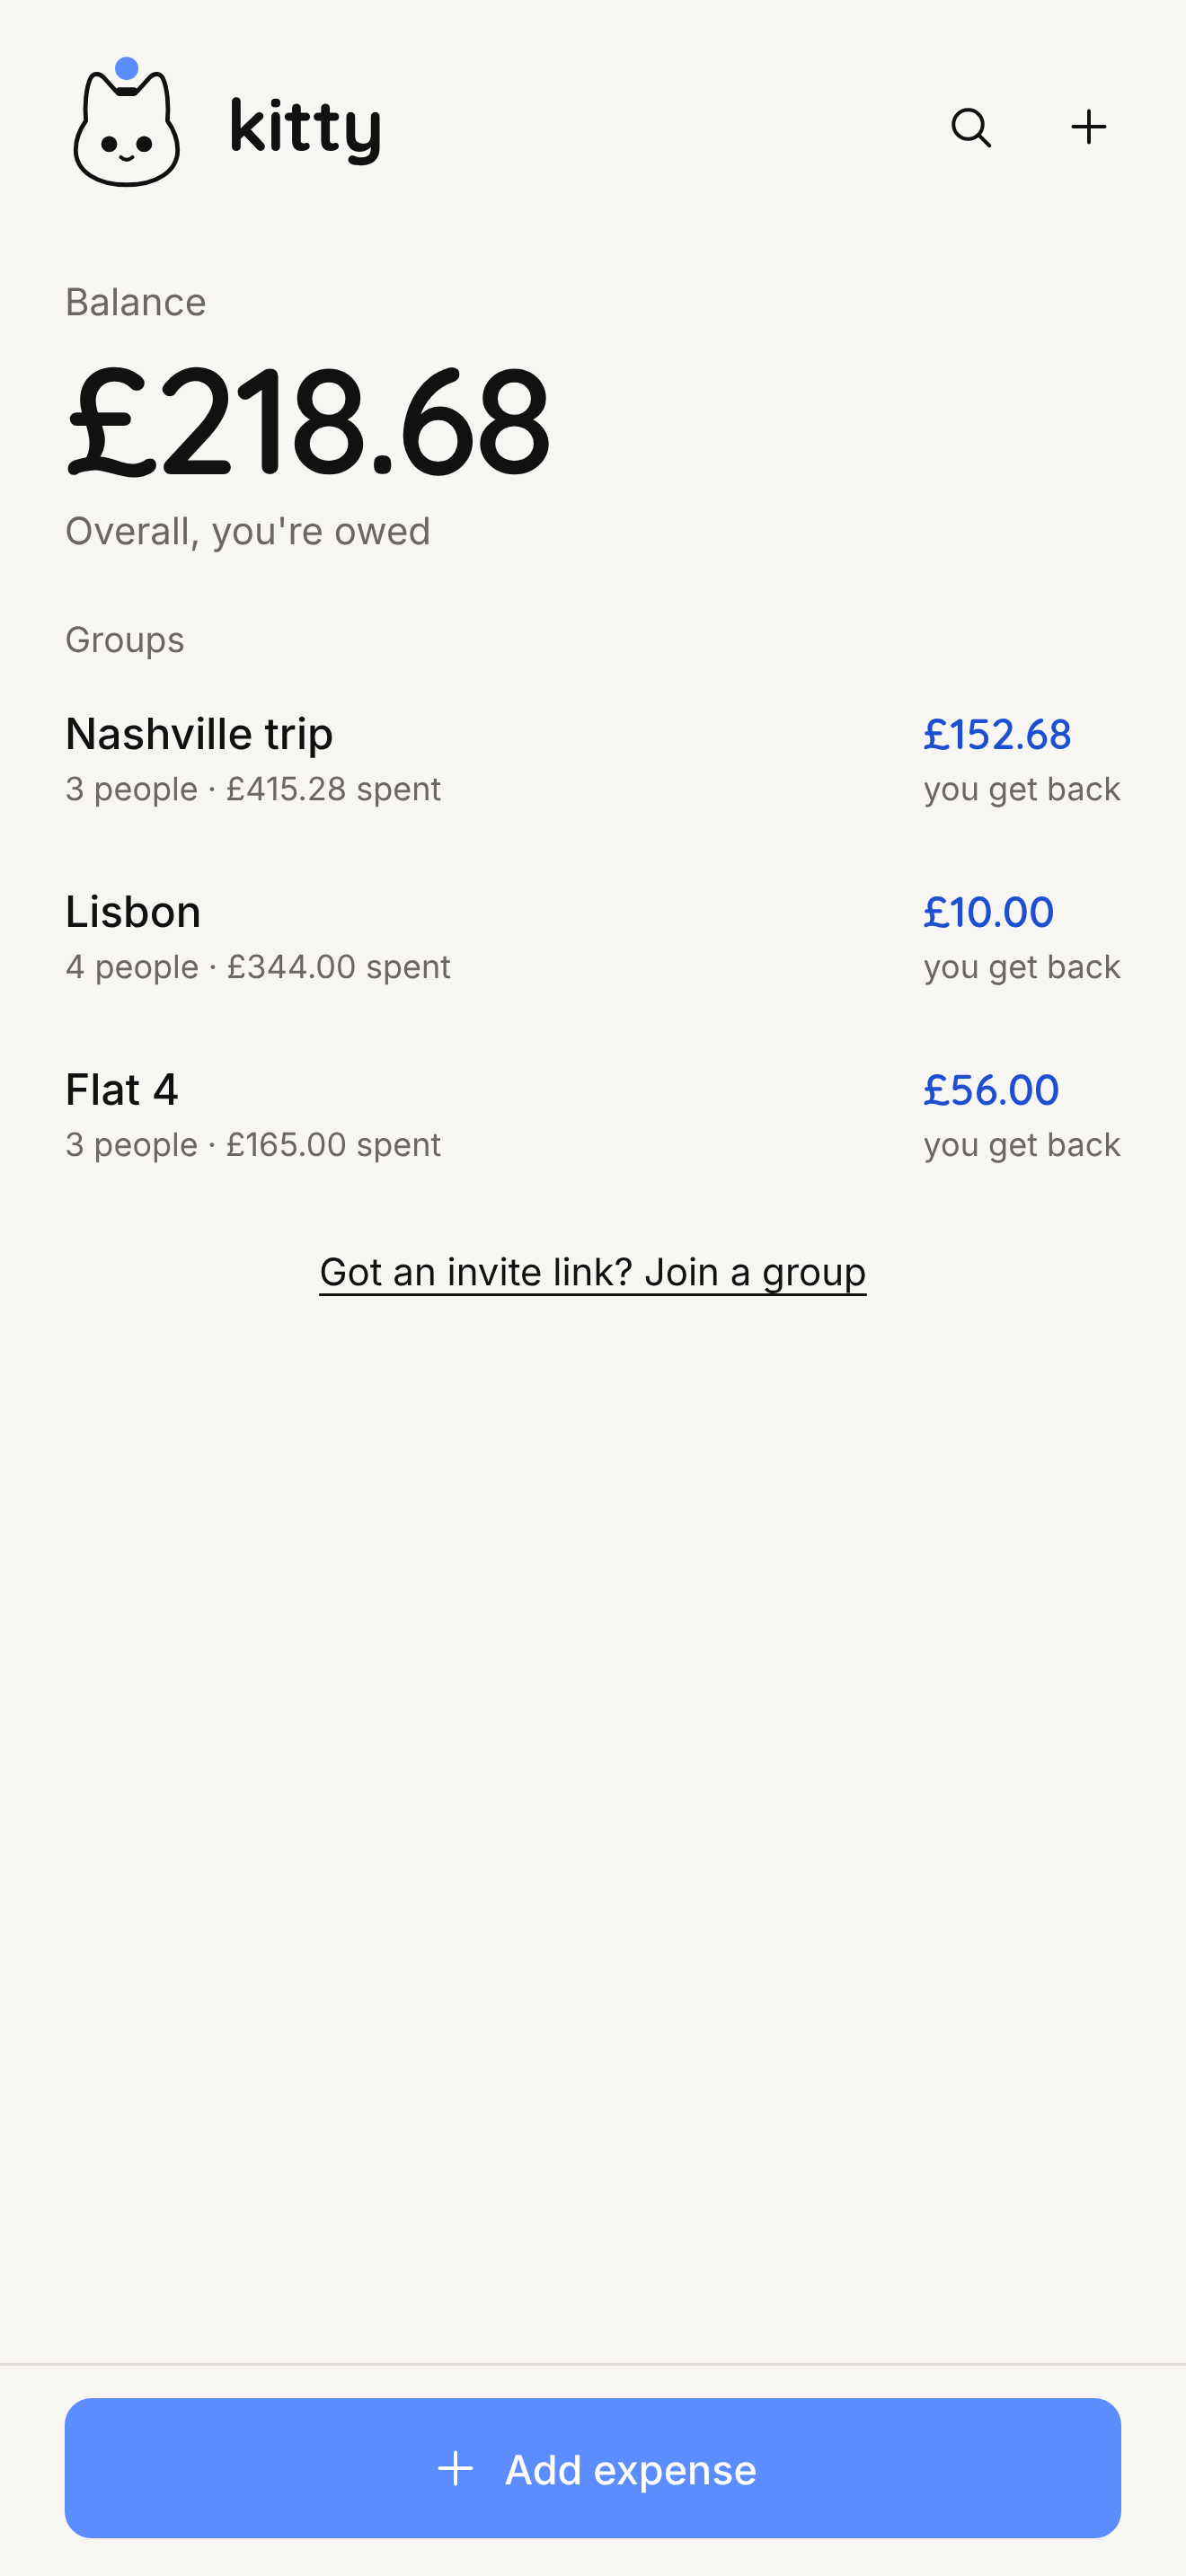 kitty
Balance
£218.68
Overall, you're owed
Groups
Nashville trip
£152.68
3 people · £415.28 spent
you get back
Lisbon
£10.00
4 people · £344.00 spent
you get back
Flat 4
£56.00
3 people · £165.00 spent
you get back
Got an invite link? Join a group
Add expense